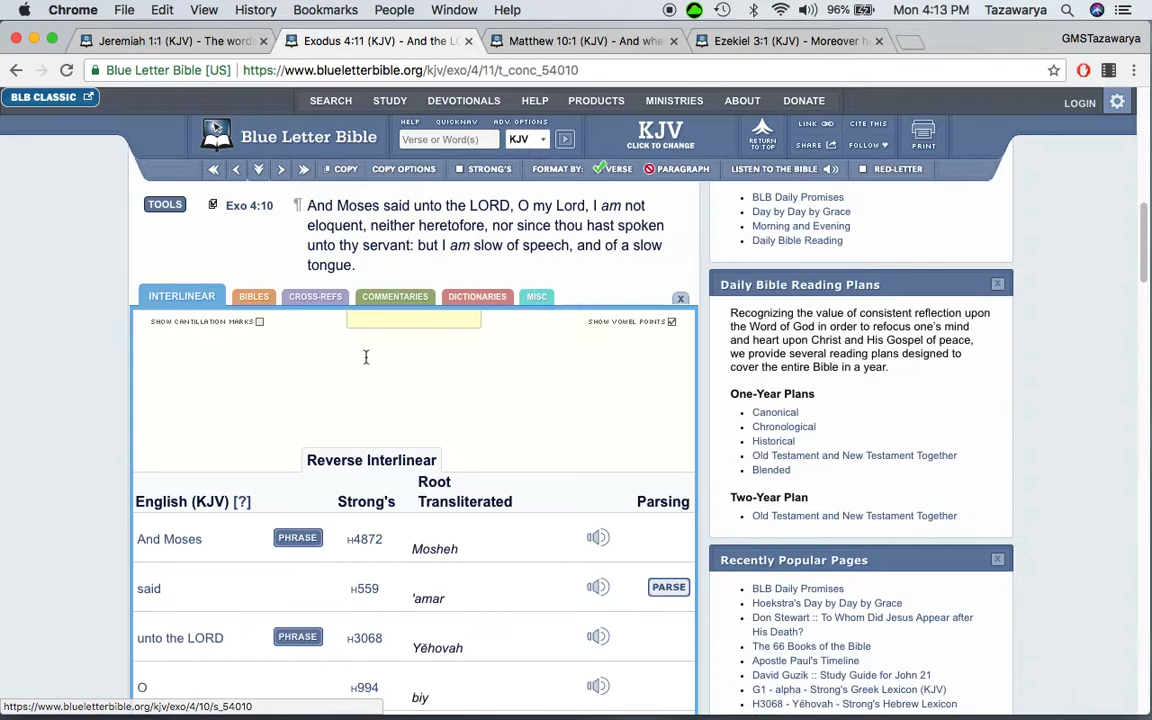 Chrome File Edit View History Bookmarks People Window Help 96% Mon 4:13 PM Tazawarya
Jeremiah 1:1 (KJV) - The word × Exodus 4:11 (KJV) - And the LO × Matthew 10:1 (KJV) - And whe × Ezekiel 3:1 (KJV) - Moreover h × GMSTazawarya
Blue Letter Bible [US] https://www.blueletterbible.org/kjv/exo/4/11/t_conc_54010
BLB CLASSIC SEARCH STUDY DEVOTIONALS HELP PRODUCTS MINISTRIES ABOUT DONATE LOGIN
HELP QUICKNAV ADV. OPTIONS
Blue Letter Bible Verse or Word(s) KJV
KJV
CLICK TO CHANGE
RETURN
TO TOP
LINK CITE THIS
SHARE FOLLOW
PRINT
COPY COPY OPTIONS STRONG'S FORMAT BY: VERSE PARAGRAPH LISTEN TO THE BIBLE RED-LETTER
TOOLS Exo 4:10 ¶ And Moses said unto the LORD, O my Lord, I am not
eloquent, neither heretofore, nor since thou hast spoken
unto thy servant: but I am slow of speech, and of a slow
tongue.
INTERLINEAR BIBLES CROSS-REFS COMMENTARIES DICTIONARIES MISC X
SHOW CANTILLATION MARKS SHOW VOWEL POINTS
Reverse Interlinear
English (KJV) [?] Strong's Root Transliterated Parsing
And Moses PHRASE H4872 Mosheh
said H559 'amar PARSE
unto the LORD PHRASE H3068 Yĕhovah
O H994 biy
BLB Daily Promises
Day by Day by Grace
Morning and Evening
Daily Bible Reading
Daily Bible Reading Plans
Recognizing the value of consistent reflection upon
the Word of God in order to refocus one's mind
and heart upon Christ and His Gospel of peace,
we provide several reading plans designed to
cover the entire Bible in a year.
One-Year Plans
Canonical
Chronological
Historical
Old Testament and New Testament Together
Blended
Two-Year Plan
Old Testament and New Testament Together
Recently Popular Pages
BLB Daily Promises
Hoekstra's Day by Day by Grace
Don Stewart :: To Whom Did Jesus Appear after
His Death?
The 66 Books of the Bible
Apostle Paul's Timeline
David Guzik :: Study Guide for John 21
G1 - alpha - Strong's Greek Lexicon (KJV)
H3068 - Yĕhovah - Strong's Hebrew Lexicon
https://www.blueletterbible.org/kjv/exo/4/10/s_54010